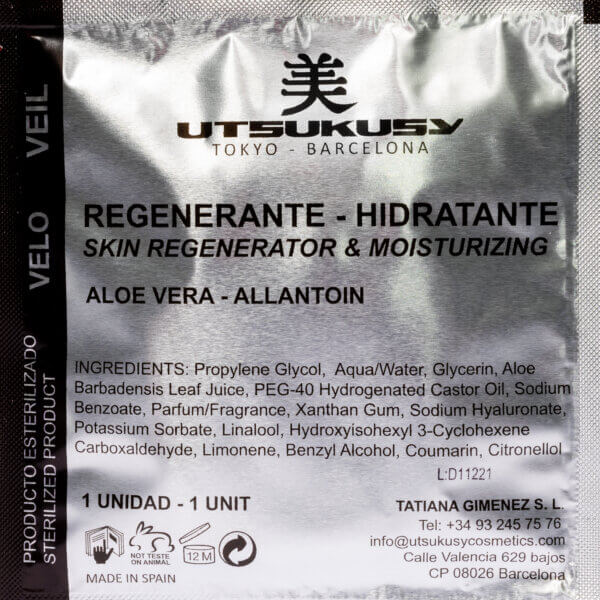 美
UTSUKUSY
TOKYO - BARCELONA
VELO VEIL
PRODUCTO ESTERILIZADO
STERILIZED PRODUCT
REGENERANTE - HIDRATANTE
SKIN REGENERATOR & MOISTURIZING
ALOE VERA - ALLANTOIN
INGREDIENTS: Propylene Glycol, Aqua/Water, Glycerin, Aloe
Barbadensis Leaf Juice, PEG-40 Hydrogenated Castor Oil, Sodium
Benzoate, Parfum/Fragrance, Xanthan Gum, Sodium Hyaluronate,
Potassium Sorbate, Linalool, Hydroxyisohexyl 3-Cyclohexene
Carboxaldehyde, Limonene, Benzyl Alcohol, Coumarin, Citronellol
L:D11221
1 UNIDAD - 1 UNIT
NOT TESTE
ON ANIMAL
12 M
MADE IN SPAIN
TATIANA GIMENEZ S. L.
Tel: +34 93 245 75 76
info@utsukusycosmetics.com
Calle Valencia 629 bajos
CP 08026 Barcelona